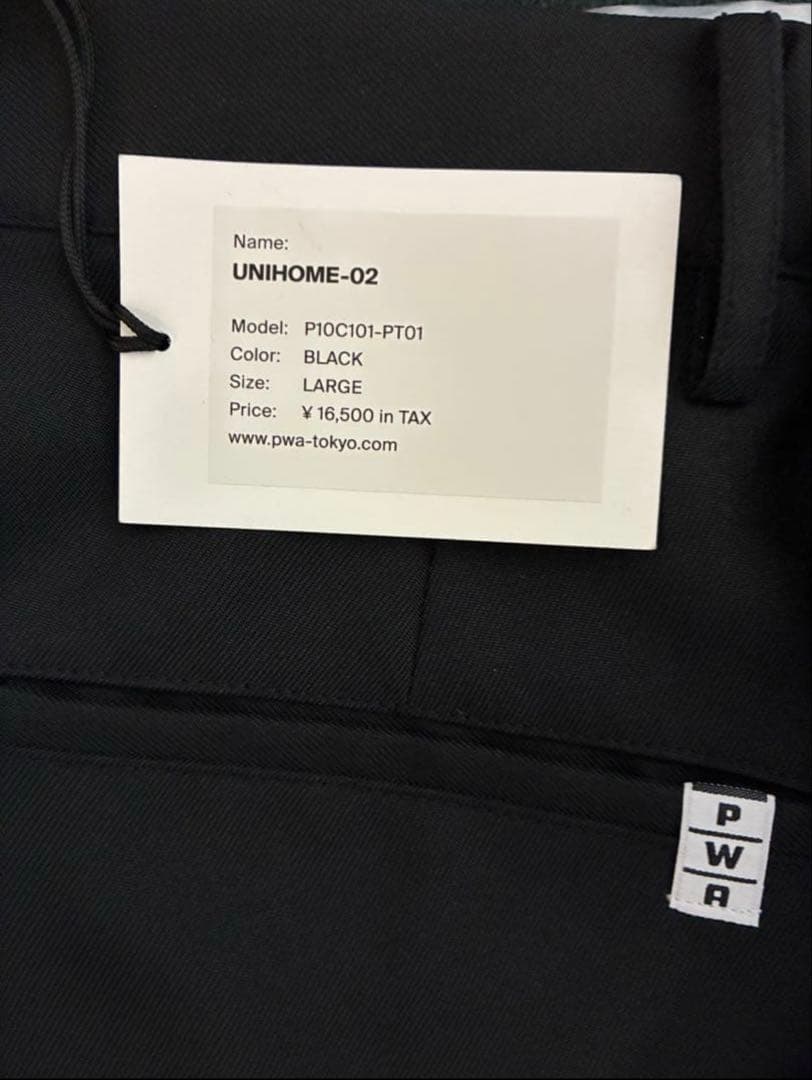 Name:
UNIHOME-02
Model: P10C101-PT01
Color: BLACK
Size: LARGE
Price: ¥ 16,500 in TAX
www.pwa-tokyo.com
P
W
A